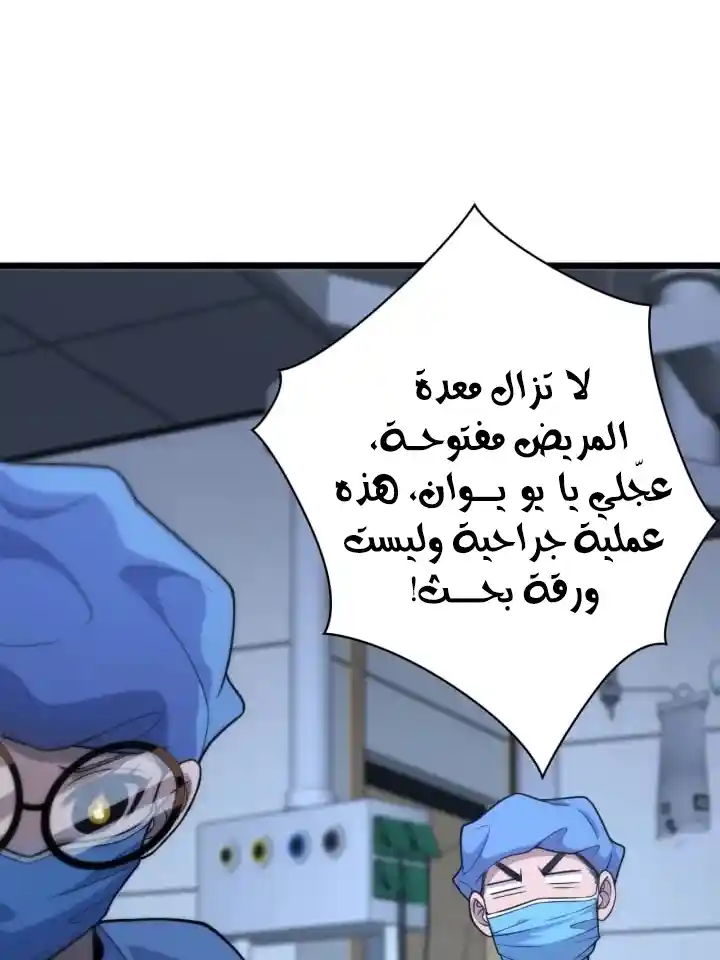 لا تزال معدة
المريض مفتوحـة،
عجّلي يا يو يـوان، هذه
عملية جراحية وليست
ورقة بحـث!